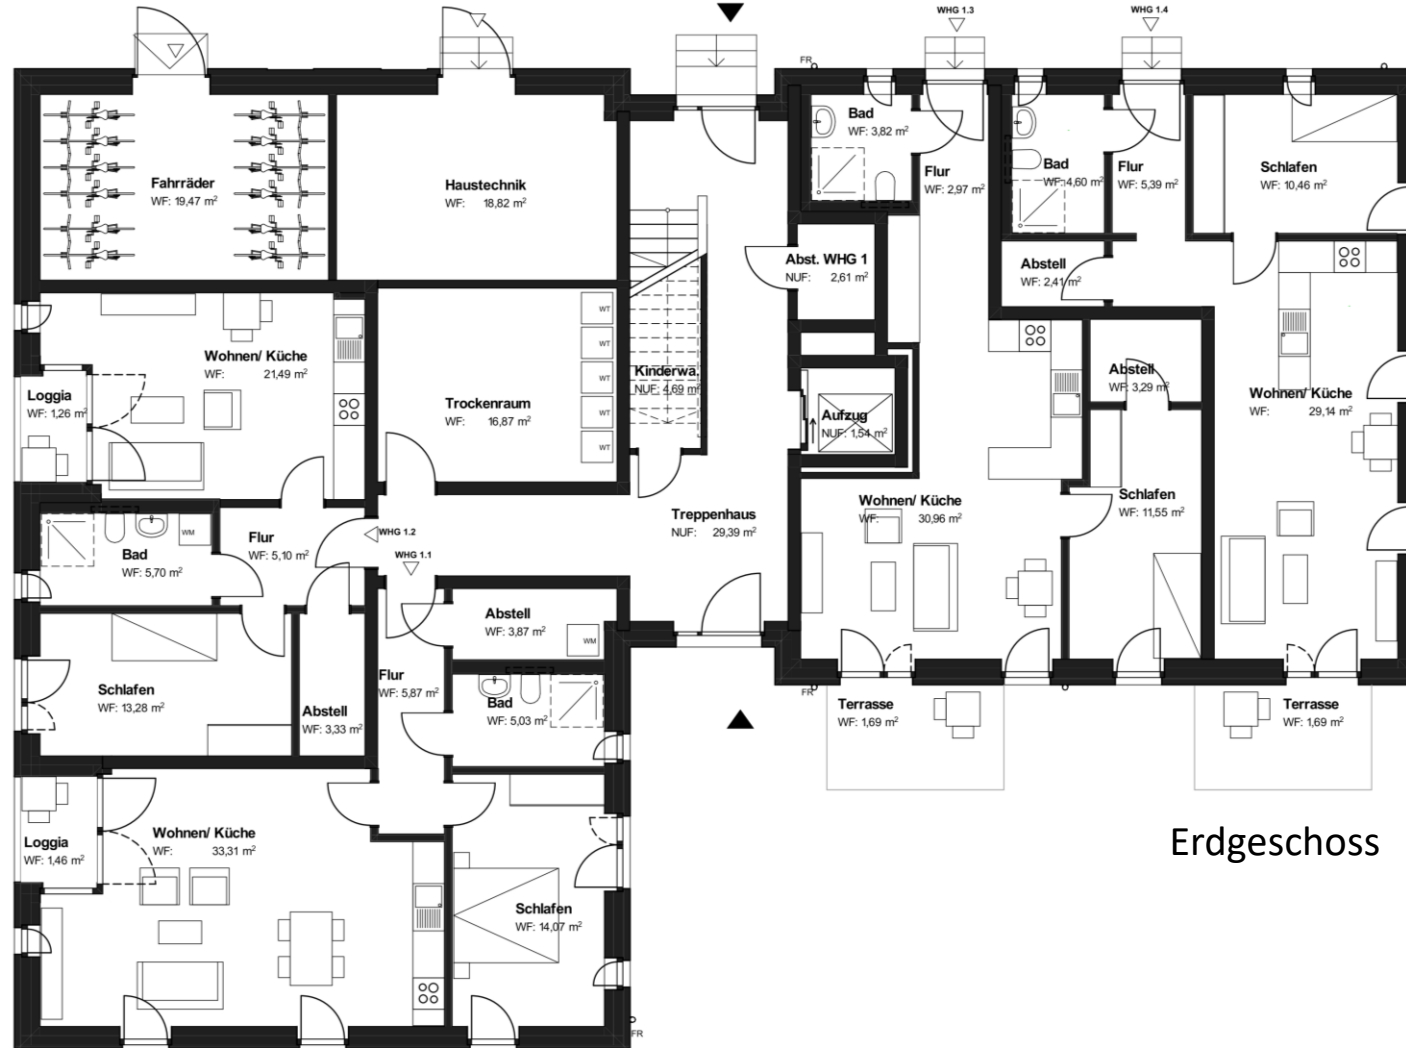 WHG 1.3
WHG 1.4
FR
Fahrräder
WF: 19,47 m²
Haustechnik
WF: 18,82 m²
Bad
WF: 3,82 m²
Flur
WF: 2,97 m²
Bad
WF: 4,60 m²
Flur
WF: 5,39 m²
Schlafen
WF: 10,46 m²
Abst. WHG 1
NUF: 2,61 m²
Abstell
WF: 2,41 m²
Wohnen/ Küche
WF: 21,49 m²
Loggia
WF: 1,26 m²
Trockenraum
WF: 16,87 m²
WT
WT
WT
WT
WT
Kinderwa.
NUF: 4,69 m²
Aufzug
NUF: 1,54 m²
Abstell
WF: 3,29 m²
Wohnen/ Küche
WF: 29,14 m²
Wohnen/ Küche
WF: 30,96 m²
Schlafen
WF: 11,55 m²
Treppenhaus
NUF: 29,39 m²
WHG 1.2
WHG 1.1
Bad
WF: 5,70 m²
WM
Flur
WF: 5,10 m²
Abstell
WF: 3,87 m²
WM
Schlafen
WF: 13,28 m²
Abstell
WF: 3,33 m²
Flur
WF: 5,87 m²
Bad
WF: 5,03 m²
FR
Terrasse
WF: 1,69 m²
Terrasse
WF: 1,69 m²
Loggia
WF: 1,46 m²
Wohnen/ Küche
WF: 33,31 m²
Schlafen
WF: 14,07 m²
Erdgeschoss
FR